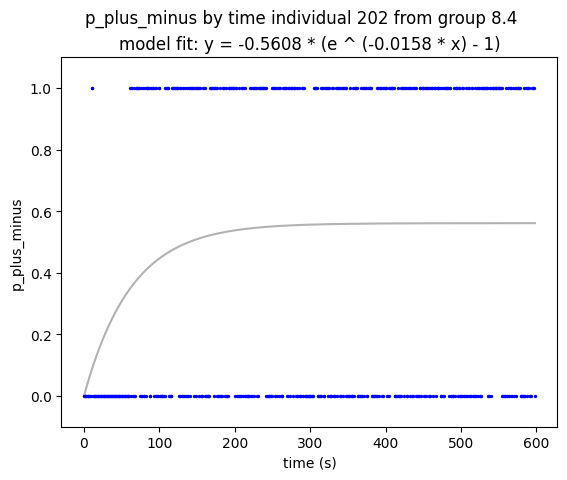 p_plus_minus by time individual 202 from group 8.4
model fit: y = -0.5608 * (e ^ (-0.0158 * x) - 1)
1.0
0.8
0.6
0.4
0.2
0.0
p_plus_minus
0 100 200 300 400 500 600
time (s)